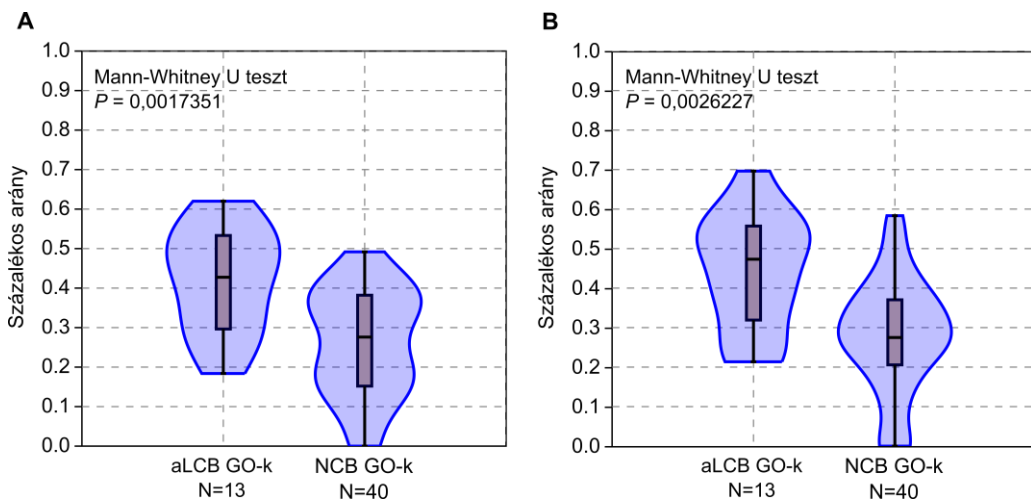 A
Százalékos arány
1.0
0.9
0.8
0.7
0.6
0.5
0.4
0.3
0.2
0.1
0.0
Mann-Whitney U teszt
P = 0,0017351
aLCB GO-k
N=13
NCB GO-k
N=40
B
Százalékos arány
1.0
0.9
0.8
0.7
0.6
0.5
0.4
0.3
0.2
0.1
0.0
Mann-Whitney U teszt
P = 0,0026227
aLCB GO-k
N=13
NCB GO-k
N=40